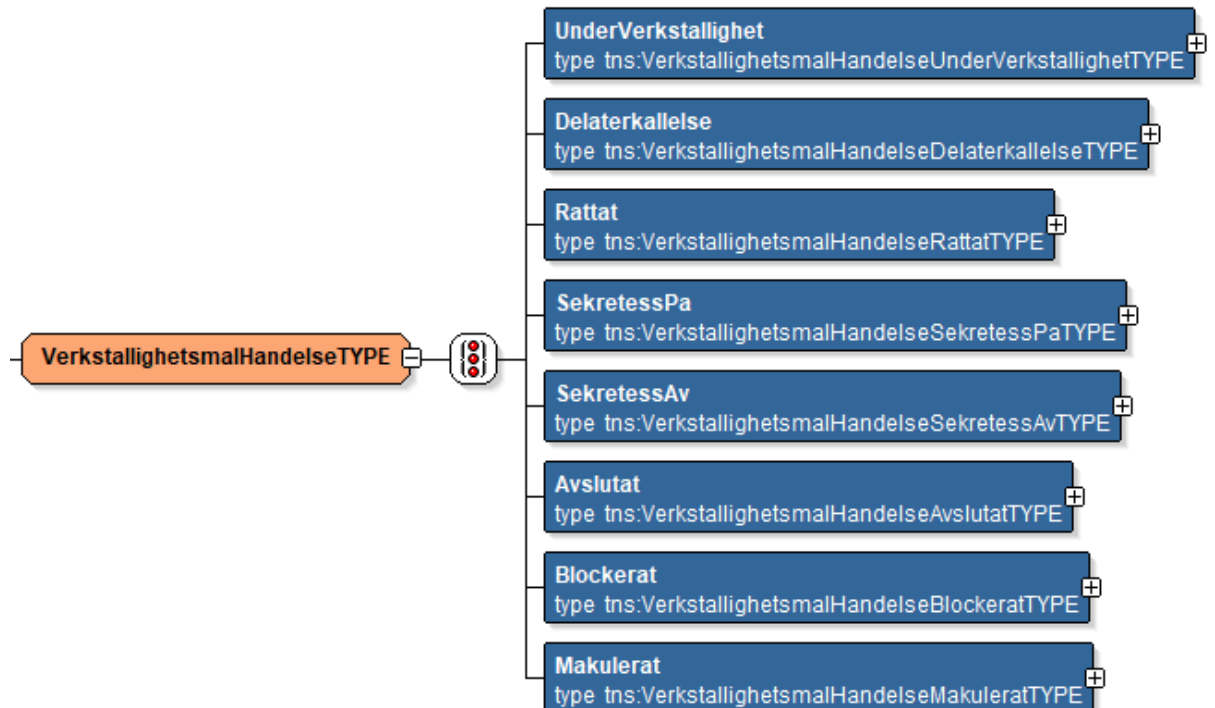 UnderVerkstallighet
type tns:VerkstallighetsmalHandelseUnderVerkstallighetTYPE
Delaterkallelse
type tns:VerkstallighetsmalHandelseDelaterkallelseTYPE
Rattat
type tns:VerkstallighetsmalHandelseRattatTYPE
SekretessPa
type tns:VerkstallighetsmalHandelseSekretessPaTYPE
VerkstallighetsmalHandelseTYPE
SekretessAv
type tns:VerkstallighetsmalHandelseSekretessAvTYPE
Avslutat
type tns:VerkstallighetsmalHandelseAvslutatTYPE
Blockerat
type tns:VerkstallighetsmalHandelseBlockeratTYPE
Makulerat
type tns:VerkstallighetsmalHandelseMakuleratTYPE